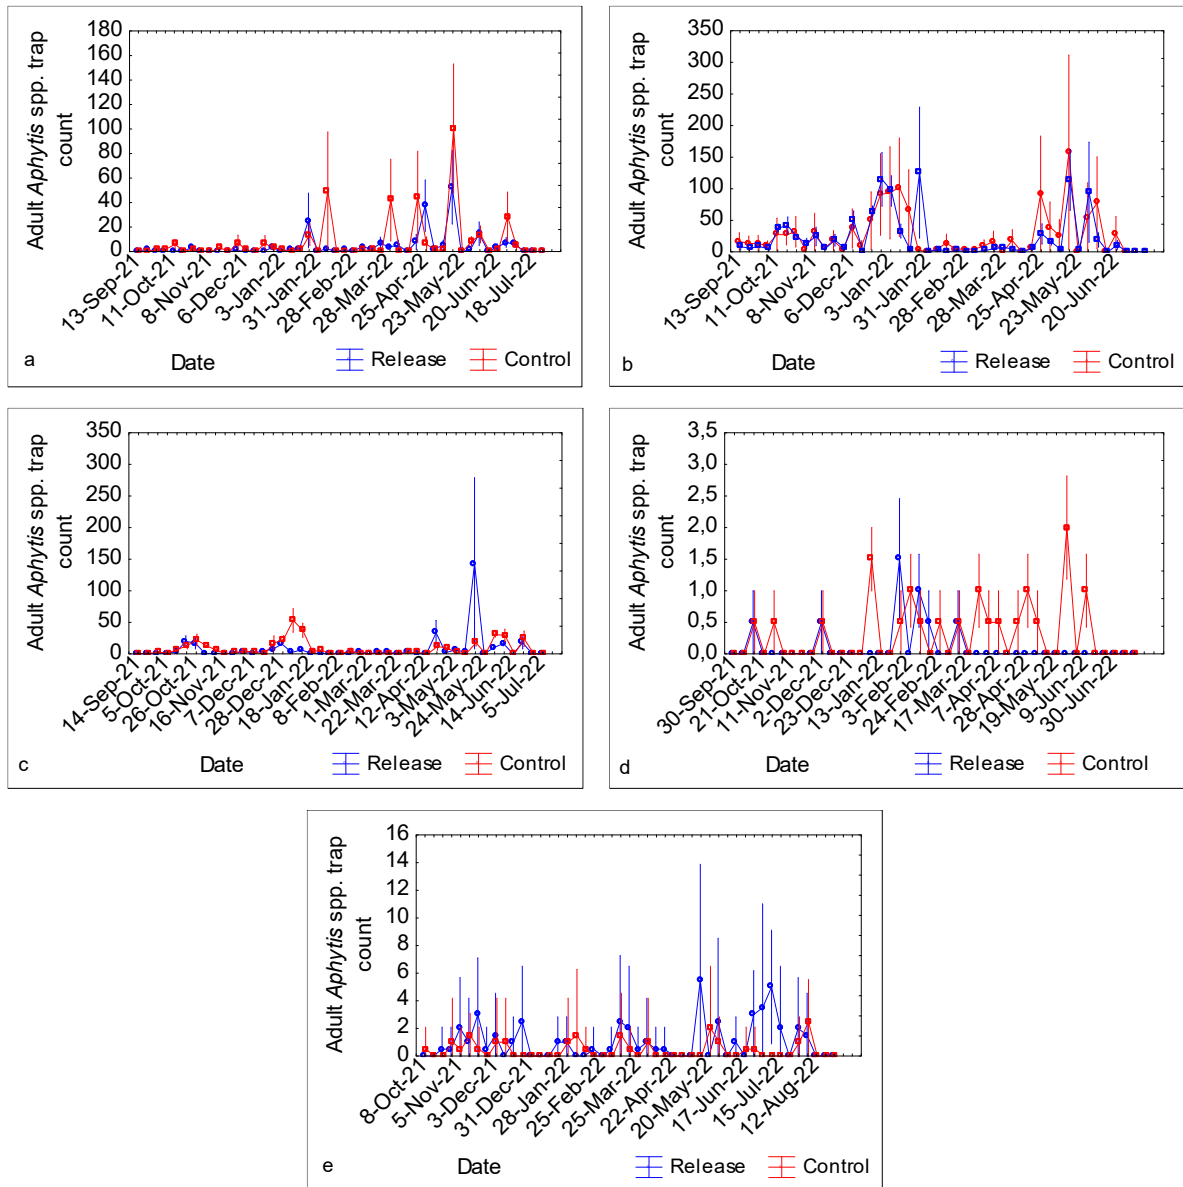 Adult Aphytis spp. trap
count
180
160
140
120
100
80
60
40
20
0
13-Sep-21
11-Oct-21
8-Nov-21
6-Dec-21
3-Jan-22
31-Jan-22
28-Feb-22
28-Mar-22
25-Apr-22
23-May-22
20-Jun-22
18-Jul-22
a
Date
Release
Control
Adult Aphytis spp. trap
count
350
300
250
200
150
100
50
0
13-Sep-21
11-Oct-21
8-Nov-21
6-Dec-21
3-Jan-22
31-Jan-22
28-Feb-22
28-Mar-22
25-Apr-22
23-May-22
20-Jun-22
b
Date
Release
Control
Adult Aphytis spp. trap
count
350
300
250
200
150
100
50
0
14-Sep-21
5-Oct-21
26-Oct-21
16-Nov-21
7-Dec-21
28-Dec-21
18-Jan-22
8-Feb-22
1-Mar-22
22-Mar-22
12-Apr-22
3-May-22
24-May-22
14-Jun-22
5-Jul-22
c
Date
Release
Control
Adult Aphytis spp. trap
count
3,5
3,0
2,5
2,0
1,5
1,0
0,5
0,0
30-Sep-21
21-Oct-21
11-Nov-21
2-Dec-21
23-Dec-21
13-Jan-22
3-Feb-22
24-Feb-22
17-Mar-22
7-Apr-22
28-Apr-22
19-May-22
9-Jun-22
30-Jun-22
d
Date
Release
Control
Adult Aphytis spp. trap
count
16
14
12
10
8
6
4
2
0
8-Oct-21
5-Nov-21
3-Dec-21
31-Dec-21
28-Jan-22
25-Feb-22
25-Mar-22
22-Apr-22
20-May-22
17-Jun-22
15-Jul-22
12-Aug-22
e
Date
Release
Control